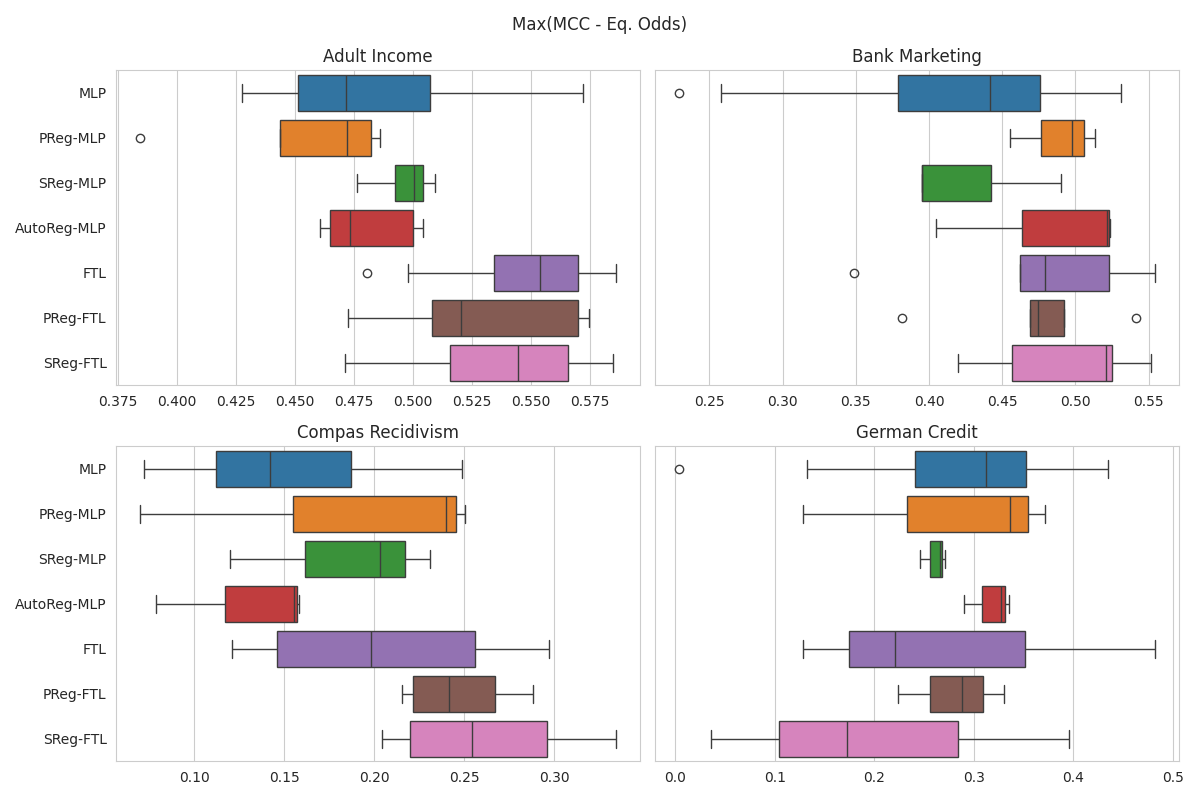 Max(MCC - Eq. Odds)
Adult Income
Bank Marketing
MLP
PReg-MLP
SReg-MLP
AutoReg-MLP
FTL
PReg-FTL
SReg-FTL
0.375 0.400 0.425 0.450 0.475 0.500 0.525 0.550 0.575
0.25 0.30 0.35 0.40 0.45 0.50 0.55
Compas Recidivism
German Credit
MLP
PReg-MLP
SReg-MLP
AutoReg-MLP
FTL
PReg-FTL
SReg-FTL
0.10 0.15 0.20 0.25 0.30
0.0 0.1 0.2 0.3 0.4 0.5